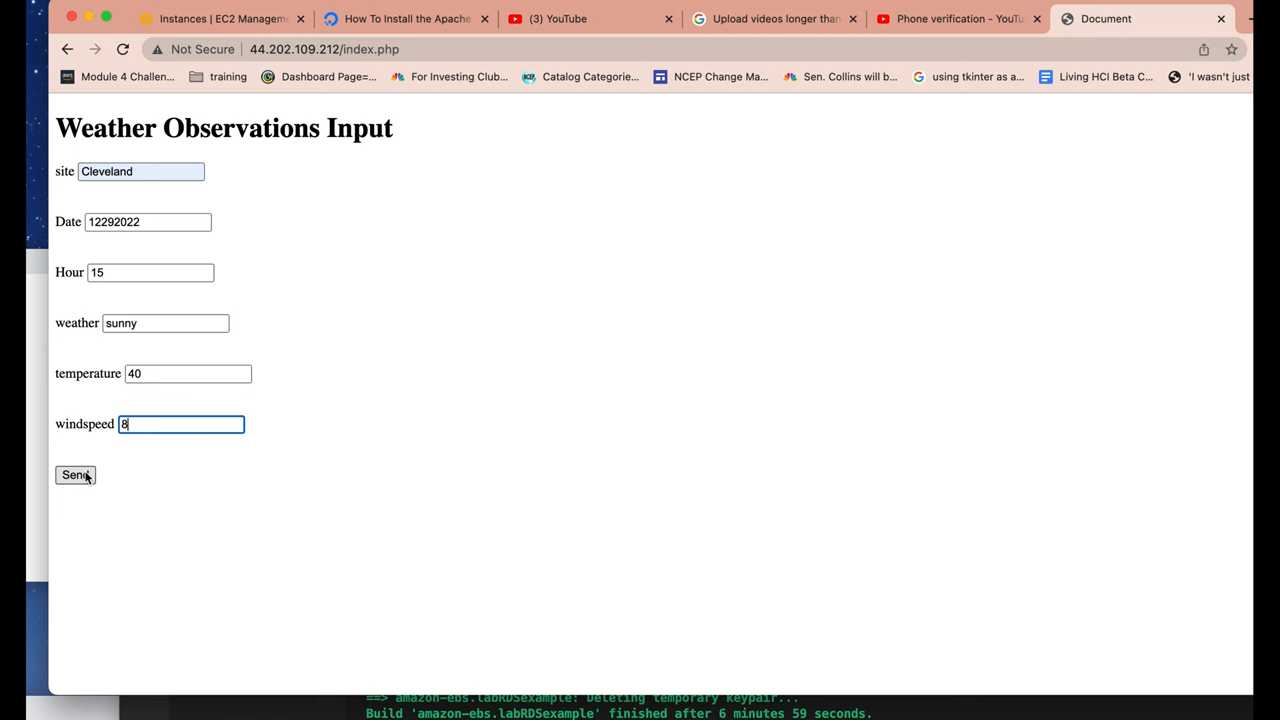 Instances | EC2 Manageme
How To Install the Apache
(3) YouTube
Upload videos longer than
Phone verification - YouTu
Document
Not Secure
44.202.109.212/index.php
Module 4 Challen...
training
Dashboard Page=...
For Investing Club...
Catalog Categorie...
NCEP Change Ma...
Sen. Collins will b...
using tkinter as a...
Living HCI Beta C...
'I wasn't just
Weather Observations Input
site Cleveland
Date 12292022
Hour 15
weather sunny
temperature 40
windspeed 8
Send
==> amazon-ebs.labRDSexample: Deleting temporary keypair...
Build 'amazon-ebs.labRDSexample' finished after 6 minutes 59 seconds.